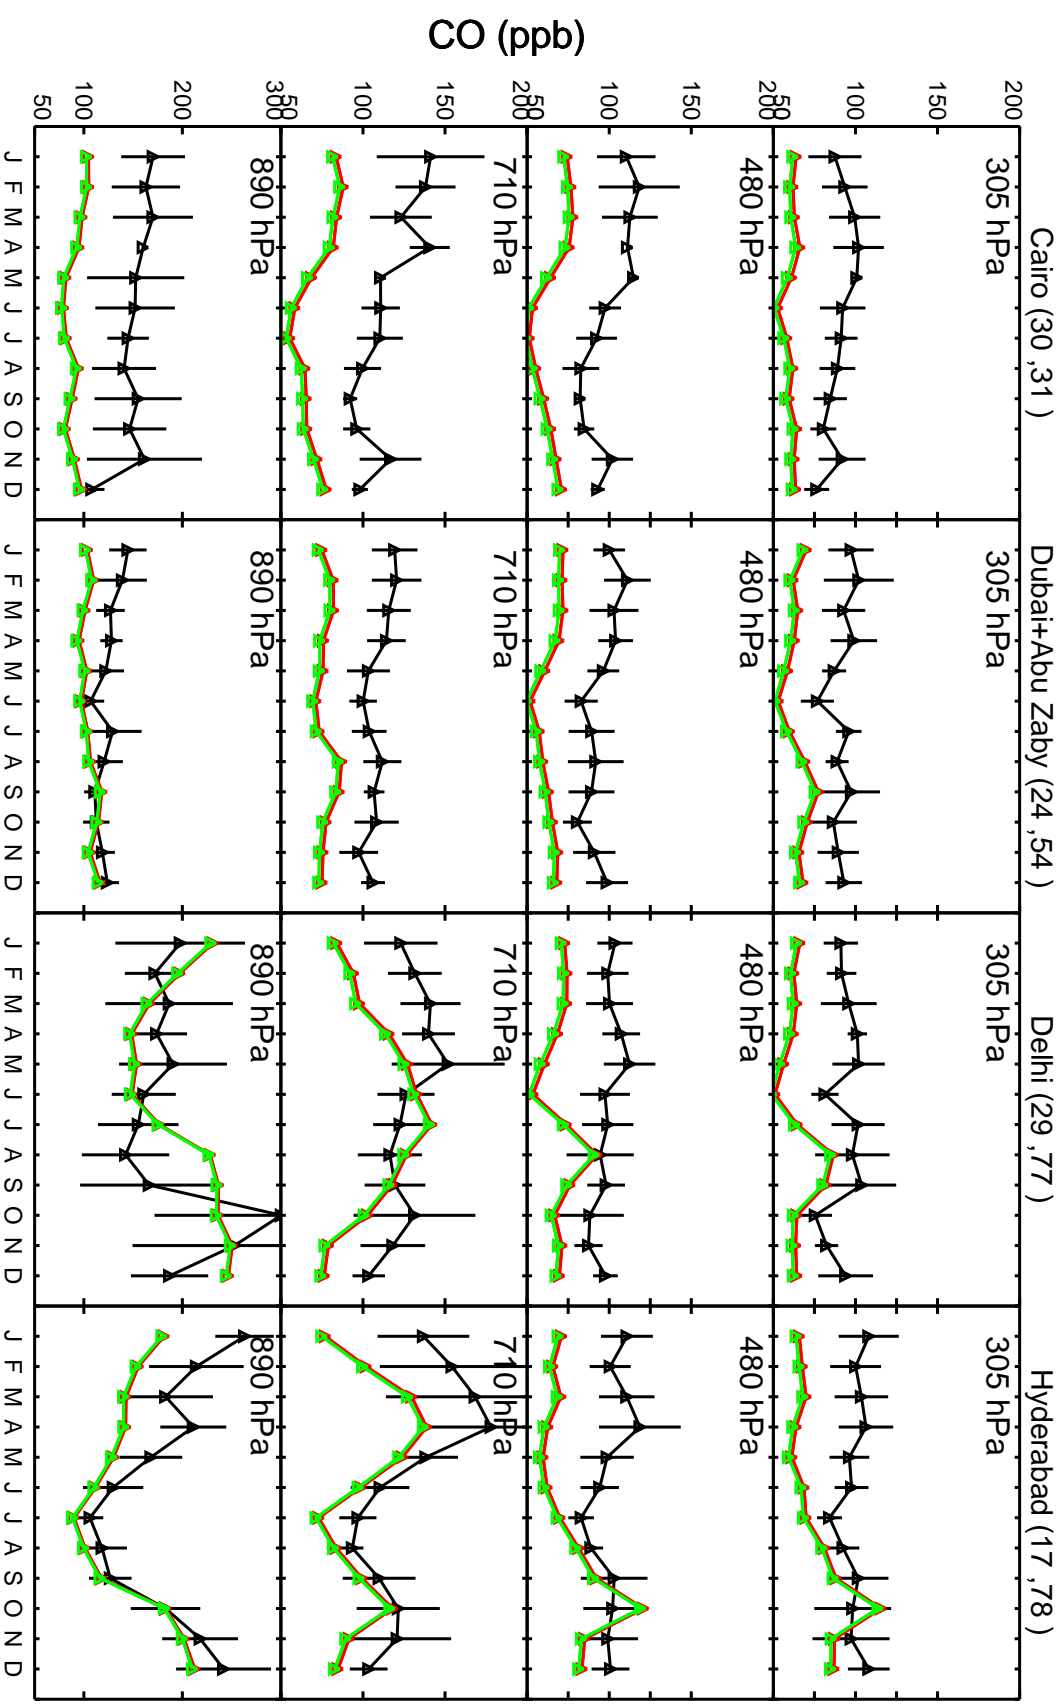 Cairo (30 ,31 ) Dubai+Abu Zaby (24 ,54 ) Delhi (29 ,77 ) Hyderabad (17 ,78 )
CO (ppb)
200
150
100
50
305 hPa 305 hPa 305 hPa 305 hPa
200
150
100
50
480 hPa 480 hPa 480 hPa 480 hPa
200
150
100
50
710 hPa 710 hPa 710 hPa 710 hPa
300
200
100
50
890 hPa 890 hPa 890 hPa 890 hPa
J F M A M J J A S O N D J F M A M J J A S O N D J F M A M J J A S O N D J F M A M J J A S O N D